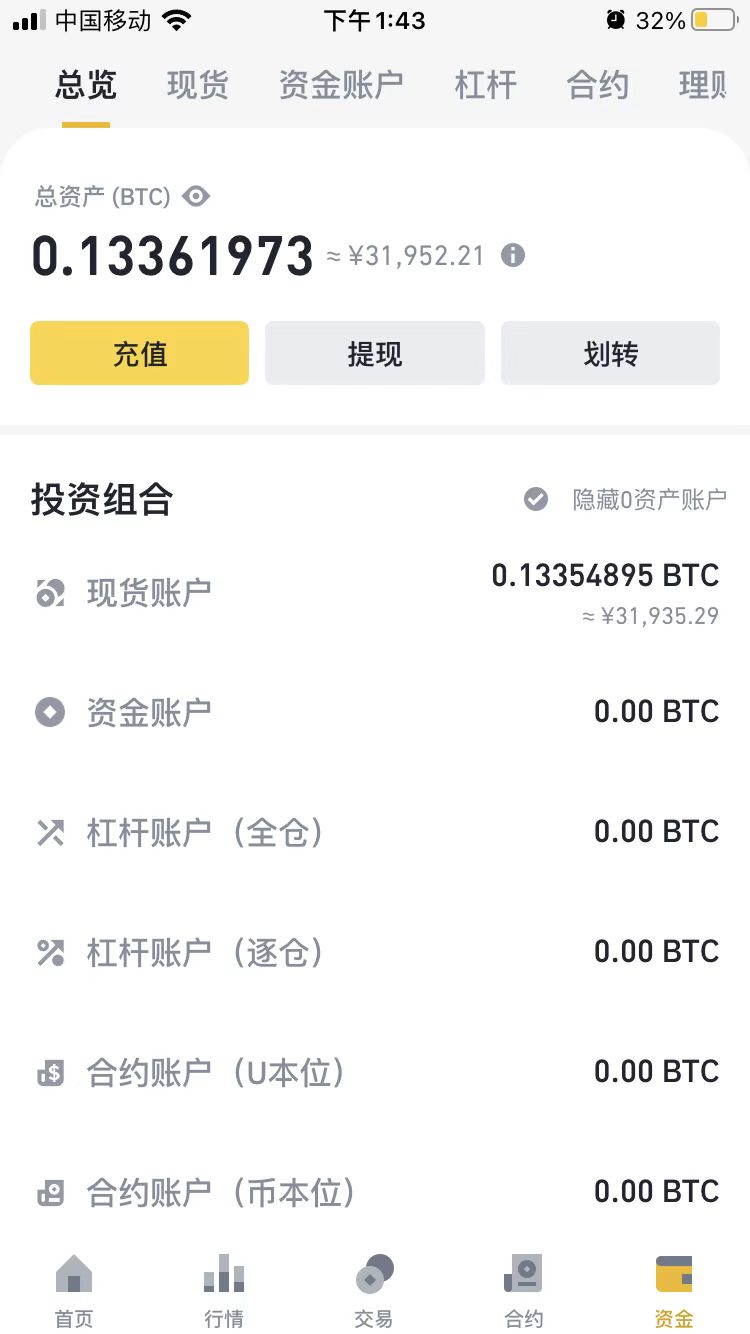 中国移动 下午1:43 32%
总览 现货 资金账户 杠杆 合约 理财
总资产 (BTC)
0.13361973 ≈ ¥31,952.21
充值 提现 划转
投资组合 隐藏0资产账户
现货账户 0.13354895 BTC
≈ ¥31,935.29
资金账户 0.00 BTC
杠杆账户（全仓） 0.00 BTC
杠杆账户（逐仓） 0.00 BTC
合约账户（U本位） 0.00 BTC
合约账户（币本位） 0.00 BTC
首页 行情 交易 合约 资金